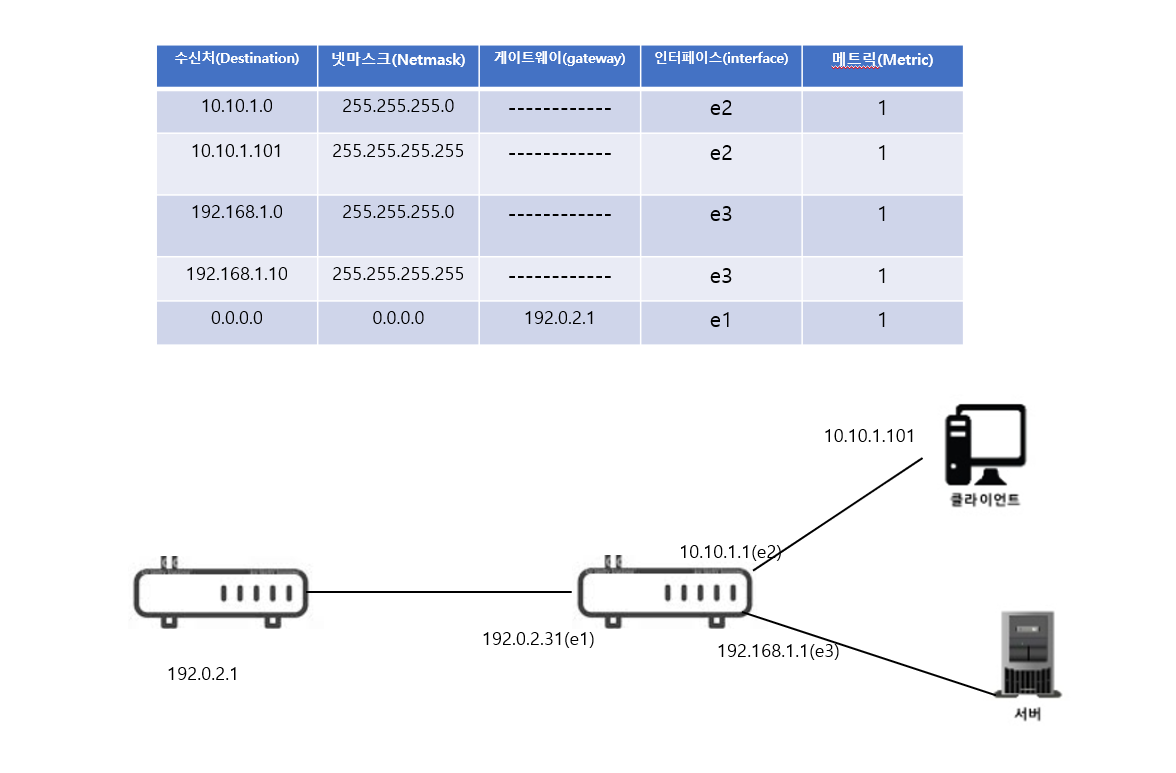 수신처(Destination) 넷마스크(Netmask) 게이트웨이(gateway) 인터페이스(interface) 메트릭(Metric)
10.10.1.0 255.255.255.0 ------------ e2 1
10.10.1.101 255.255.255.255 ------------ e2 1
192.168.1.0 255.255.255.0 ------------ e3 1
192.168.1.10 255.255.255.255 ------------ e3 1
0.0.0.0 0.0.0.0 192.0.2.1 e1 1
10.10.1.101
클라이언트
10.10.1.1(e2)
192.0.2.31(e1)
192.168.1.1(e3)
192.0.2.1
서버